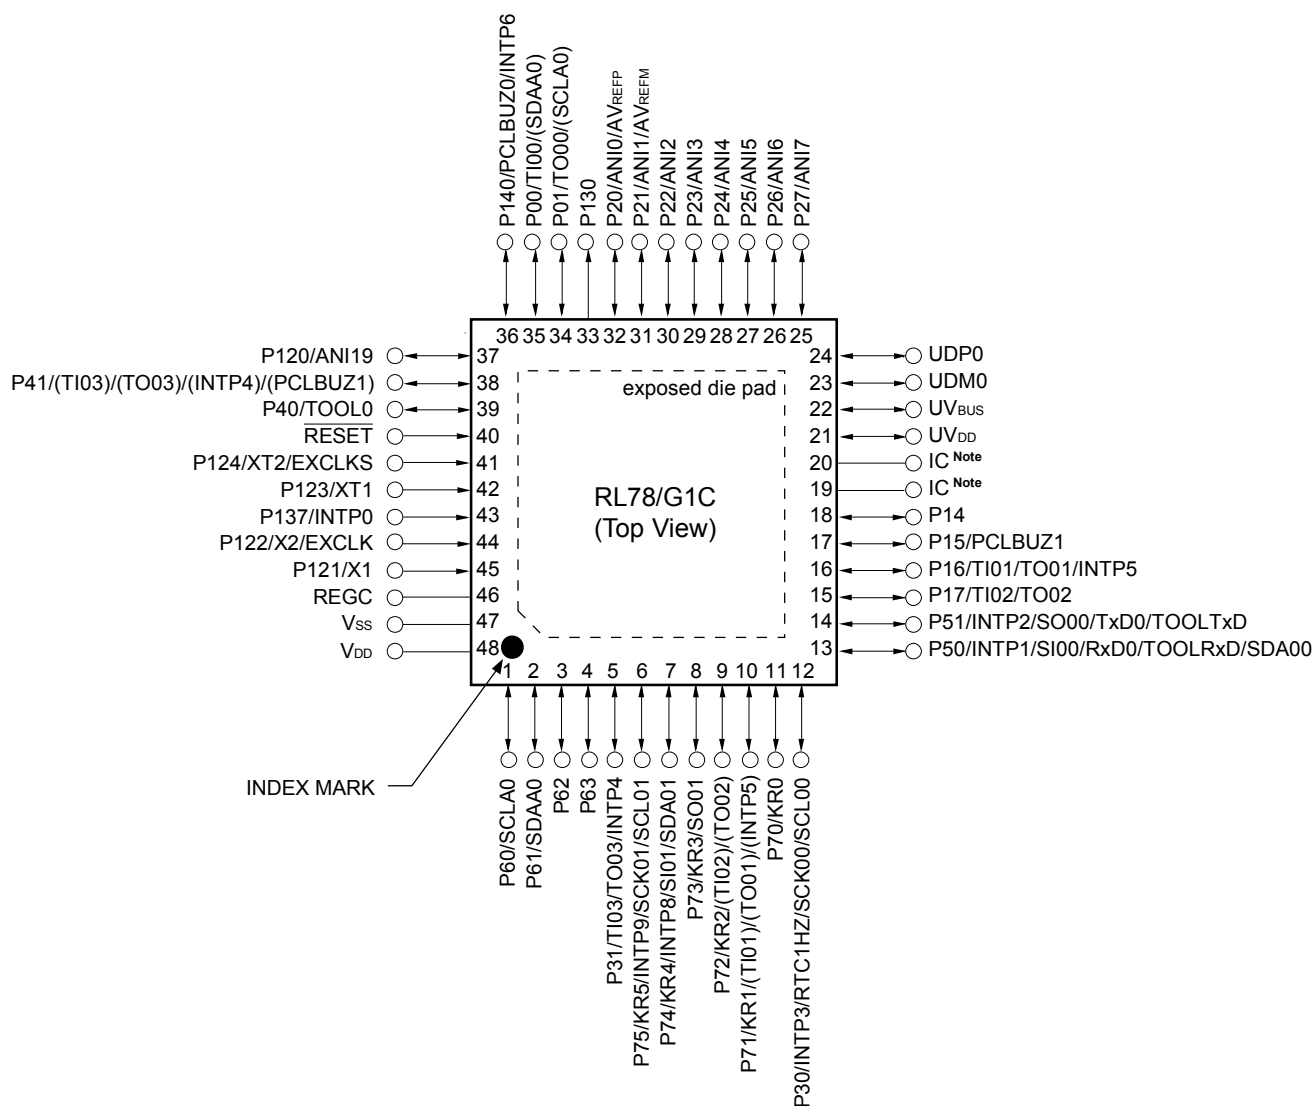 P140/PCLBUZ0/INTP6
P00/TI00/(SDAA0)
P01/TO00/(SCLA0)
P130
P20/ANI0/AVREFP
P21/ANI1/AVREFM
P22/ANI2
P23/ANI3
P24/ANI4
P25/ANI5
P26/ANI6
P27/ANI7
36 35 34 33 32 31 30 29 28 27 26 25
P120/ANI19 37
P41/(TI03)/(TO03)/(INTP4)/(PCLBUZ1) 38
P40/TOOL0 39
RESET 40
P124/XT2/EXCLKS 41
P123/XT1 42
P137/INTP0 43
P122/X2/EXCLK 44
P121/X1 45
REGC 46
VSS 47
VDD 48
exposed die pad
RL78/G1C
(Top View)
24 UDP0
23 UDM0
22 UVBUS
21 UVDD
20 IC Note
19 IC Note
18 P14
17 P15/PCLBUZ1
16 P16/TI01/TO01/INTP5
15 P17/TI02/TO02
14 P51/INTP2/SO00/TxD0/TOOLTxD
13 P50/INTP1/SI00/RxD0/TOOLRxD/SDA00
1 2 3 4 5 6 7 8 9 10 11 12
INDEX MARK
P60/SCLA0
P61/SDAA0
P62
P63
P31/TI03/TO03/INTP4
P75/KR5/INTP9/SCK01/SCL01
P74/KR4/INTP8/SI01/SDA01
P73/KR3/SO01
P72/KR2/(TI02)/(TO02)
P71/KR1/(TI01)/(TO01)/(INTP5)
P70/KR0
P30/INTP3/RTC1HZ/SCK00/SCL00